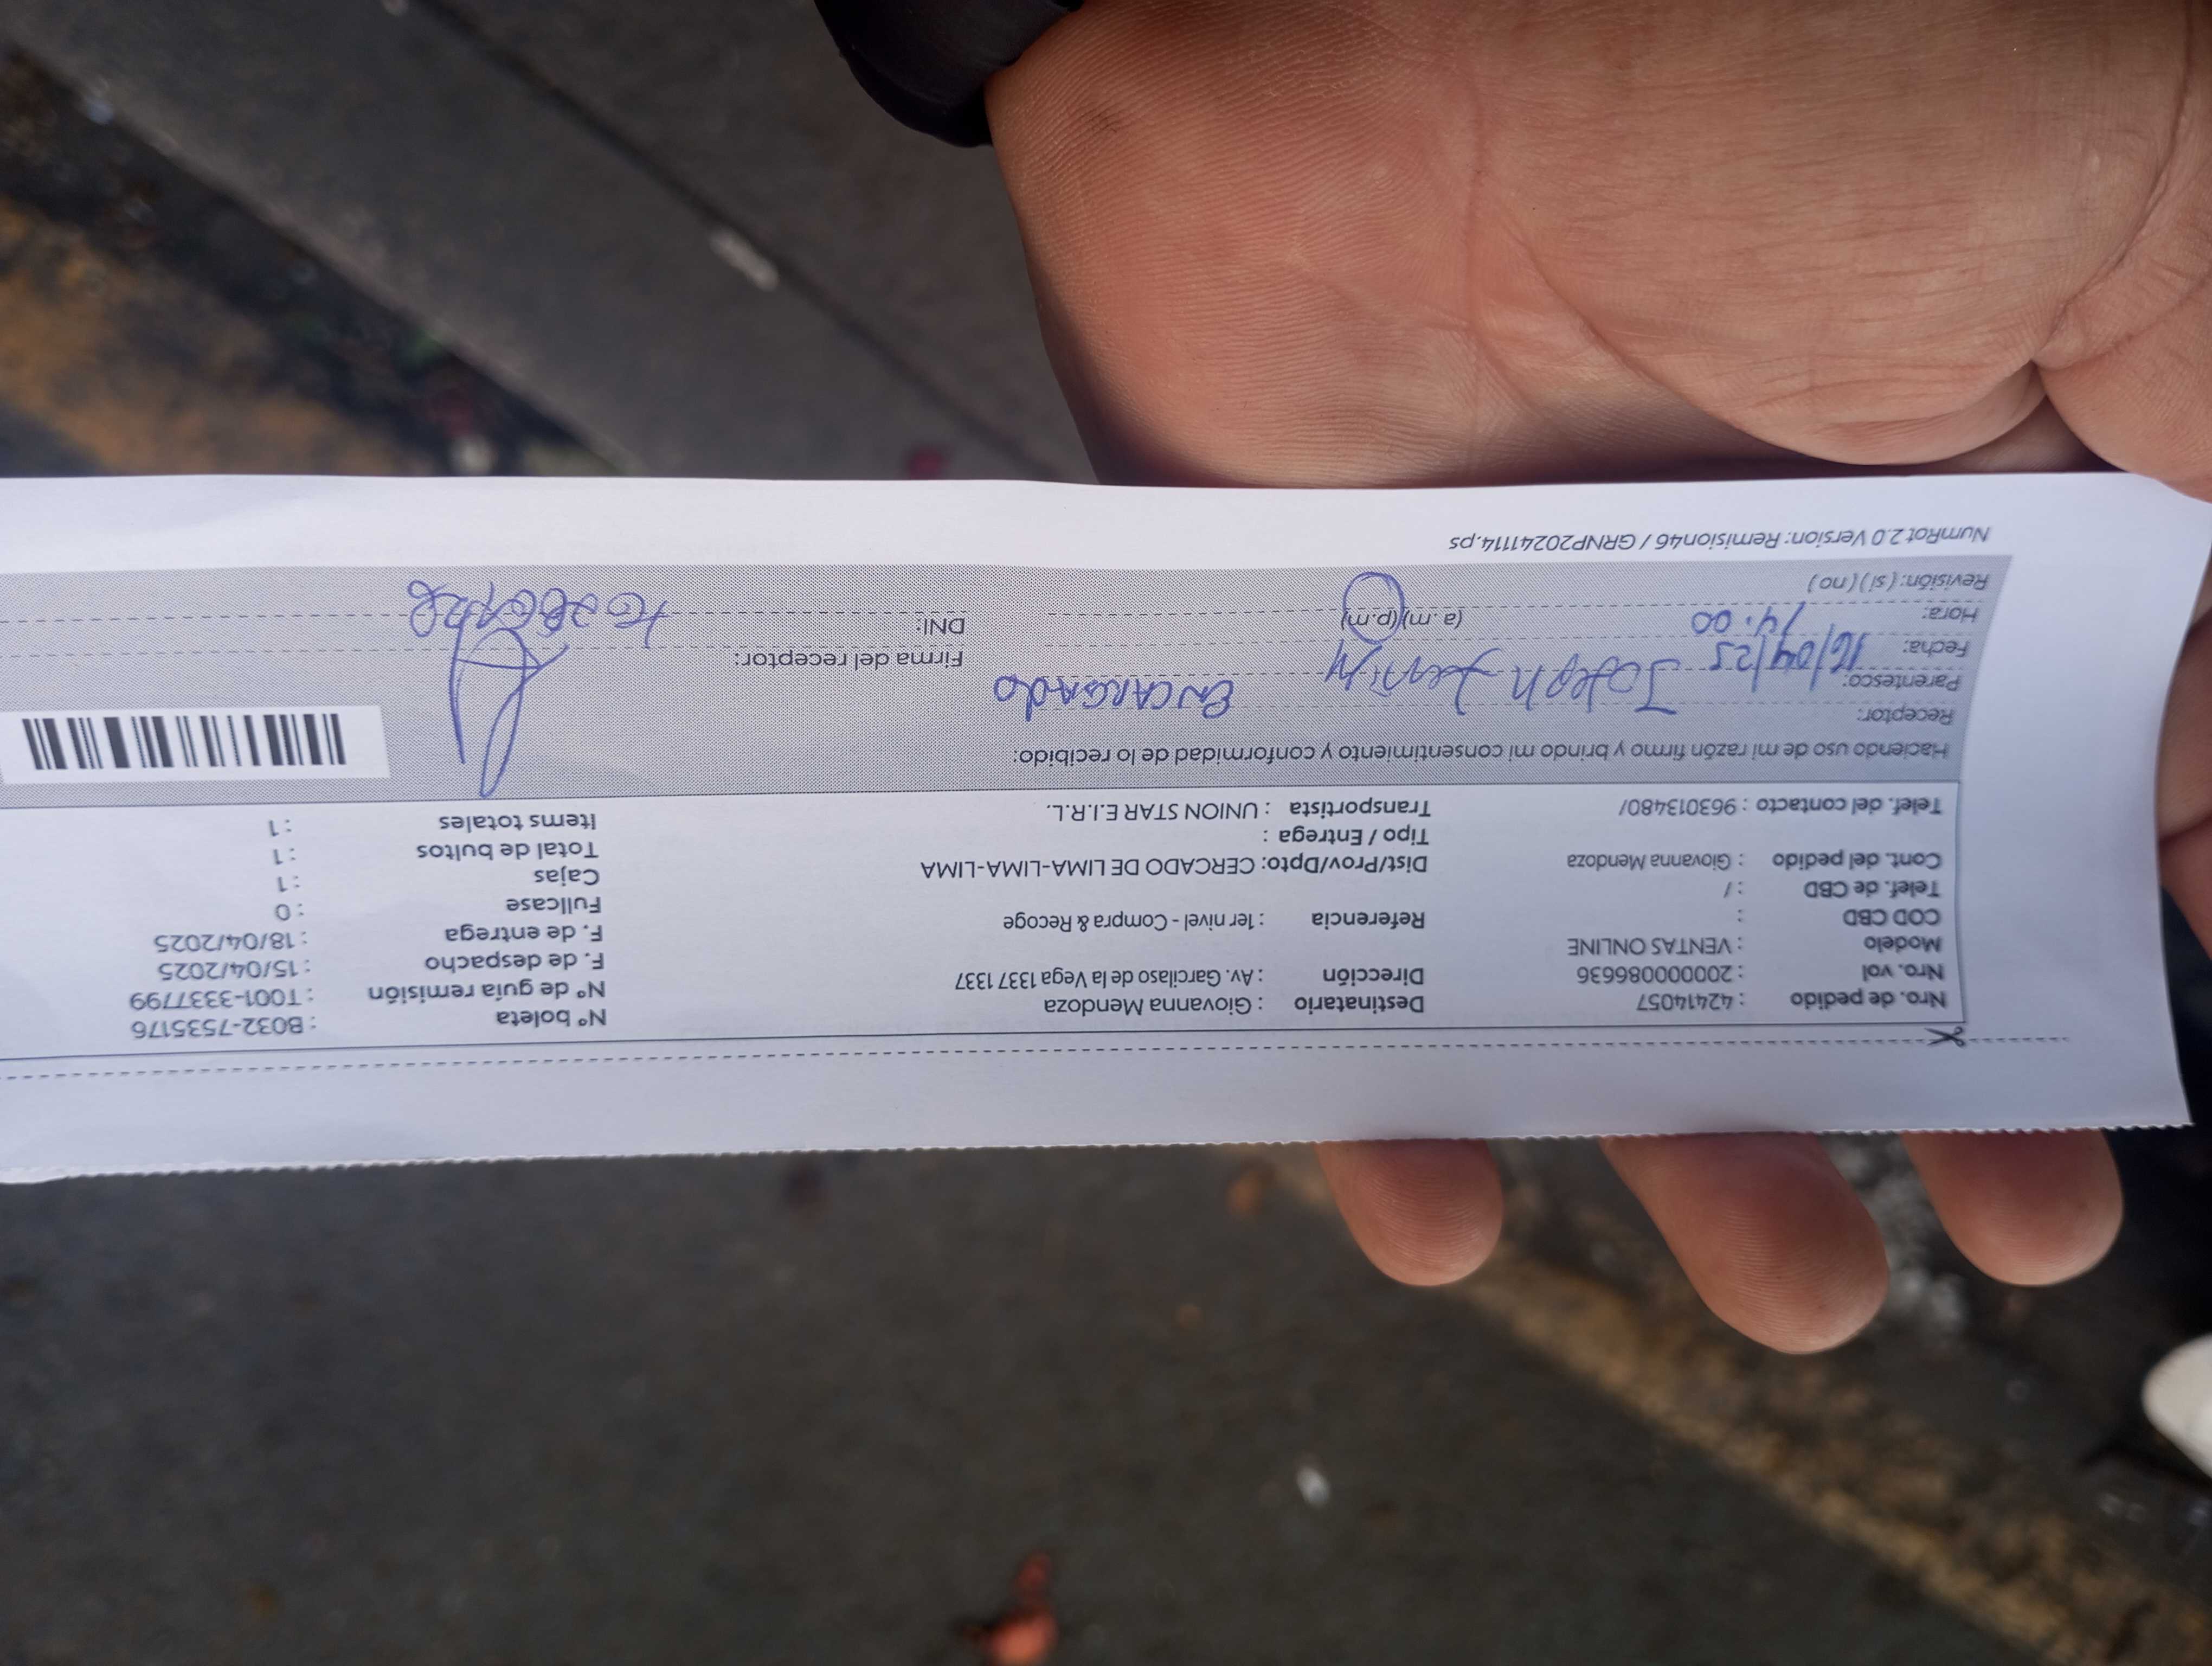 Nro. de pedido : 42414057 Destinatario : Giovanna Mendoza N° boleta : B032-7535176
Nro. vol : 2000000086636 Dirección : Av. Garcilaso de la Vega 1337 1337 N° de guía remisión : T001-3337799
Modelo : VENTAS ONLINE F. de despacho : 15/04/2025
COD CBD : Referencia : 1er nivel - Compra & Recoge F. de entrega : 18/04/2025
Telef. de CBD : / Fullcase : 0
Cont. del pedido : Giovanna Mendoza Dist/Prov/Dpto: CERCADO DE LIMA-LIMA-LIMA Cajas : 1
Tipo / Entrega : Total de bultos : 1
Telef. del contacto : 963013480/ Transportista : UNION STAR E.I.R.L. Items totales : 1
Haciendo uso de mi razón firmo y brindo mi consentimiento y conformidad de lo recibido:
Receptor: Joseph
Parentesco: ENCARGADO Firma del receptor:
Fecha: 16/04/25
Hora: 14:00 (a.m)(p.m) DNI:
Revisión: (si) (no)
NumRot 2.0 Version: Remision46 / GRNP20241114.ps